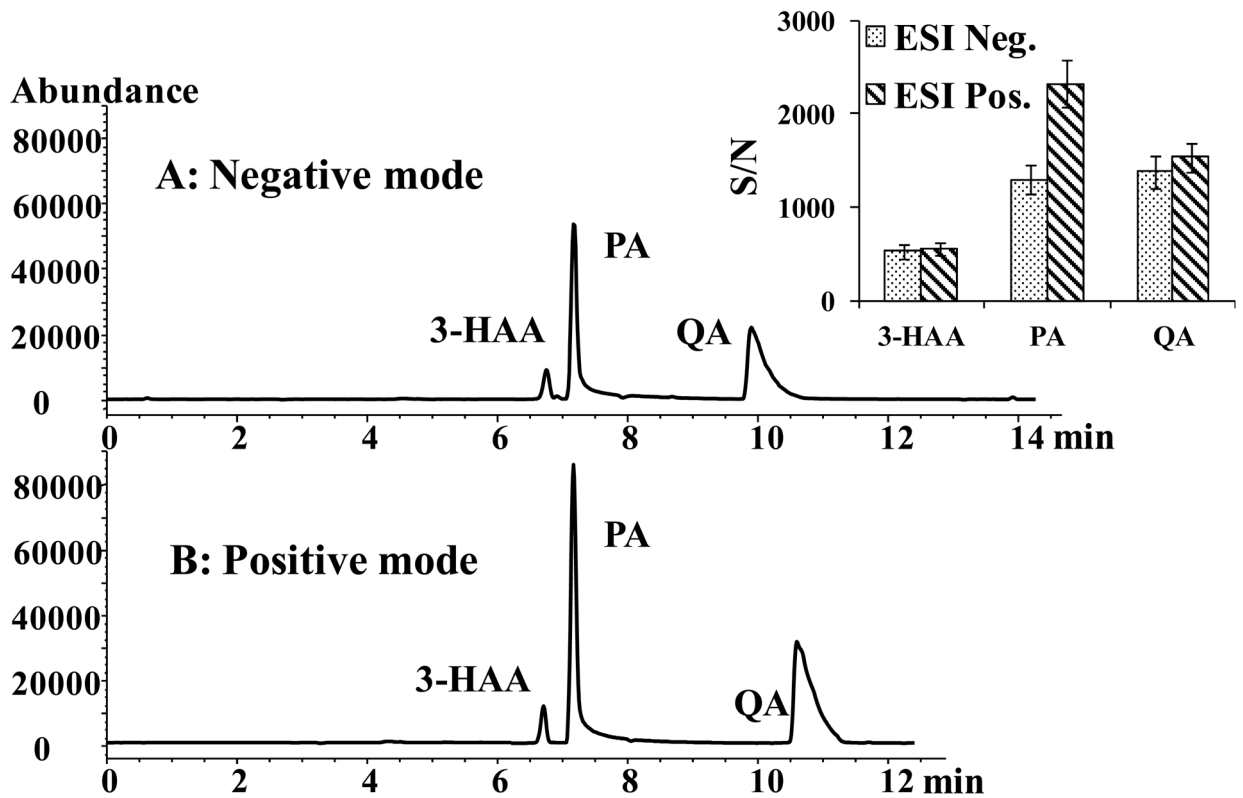 Abundance
80000
60000
40000
20000
0
A: Negative mode
3-HAA
PA
QA
0 2 4 6 8 10 12 14 min
3000
2000
1000
0
S/N
ESI Neg.
ESI Pos.
3-HAA PA QA
80000
60000
40000
20000
0
B: Positive mode
3-HAA
PA
QA
0 2 4 6 8 10 12 min